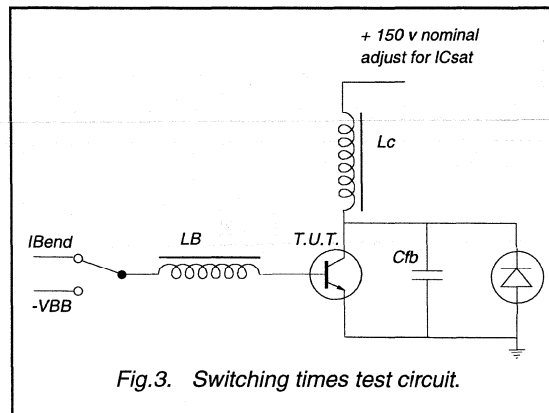 + 150 v nominal
adjust for ICsat
Lc
IBend
LB
T.U.T.
Cfb
-VBB
Fig.3. Switching times test circuit.